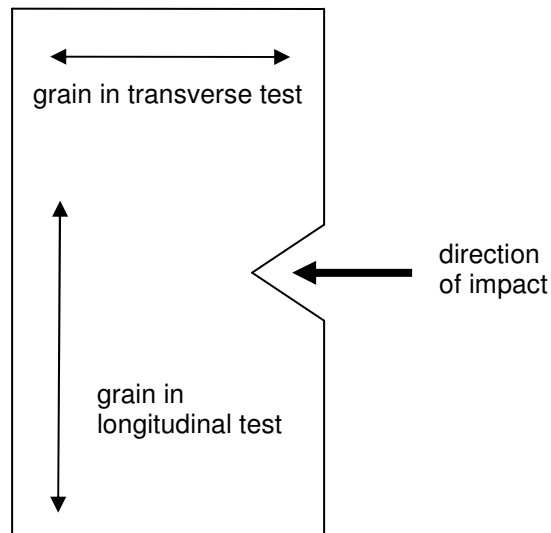 grain in transverse test
direction
of impact
grain in
longitudinal test